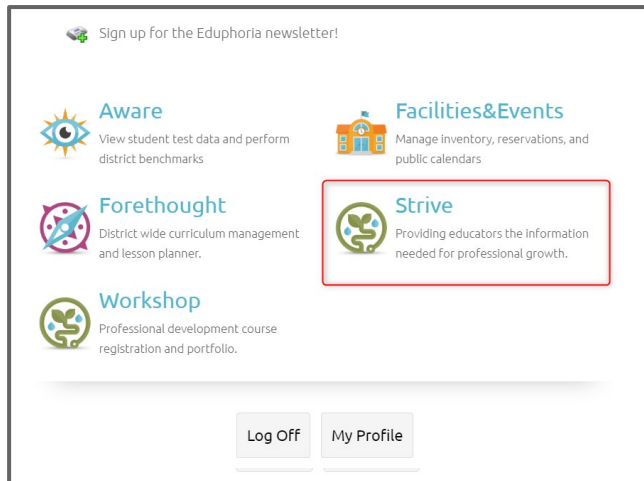 Sign up for the Eduphoria newsletter!
Aware
View student test data and perform
district benchmarks
Facilities&Events
Manage inventory, reservations, and
public calendars
Forethought
District wide curriculum management
and lesson planner.
Strive
Providing educators the information
needed for professional growth.
Workshop
Professional development course
registration and portfolio.
Log Off
My Profile